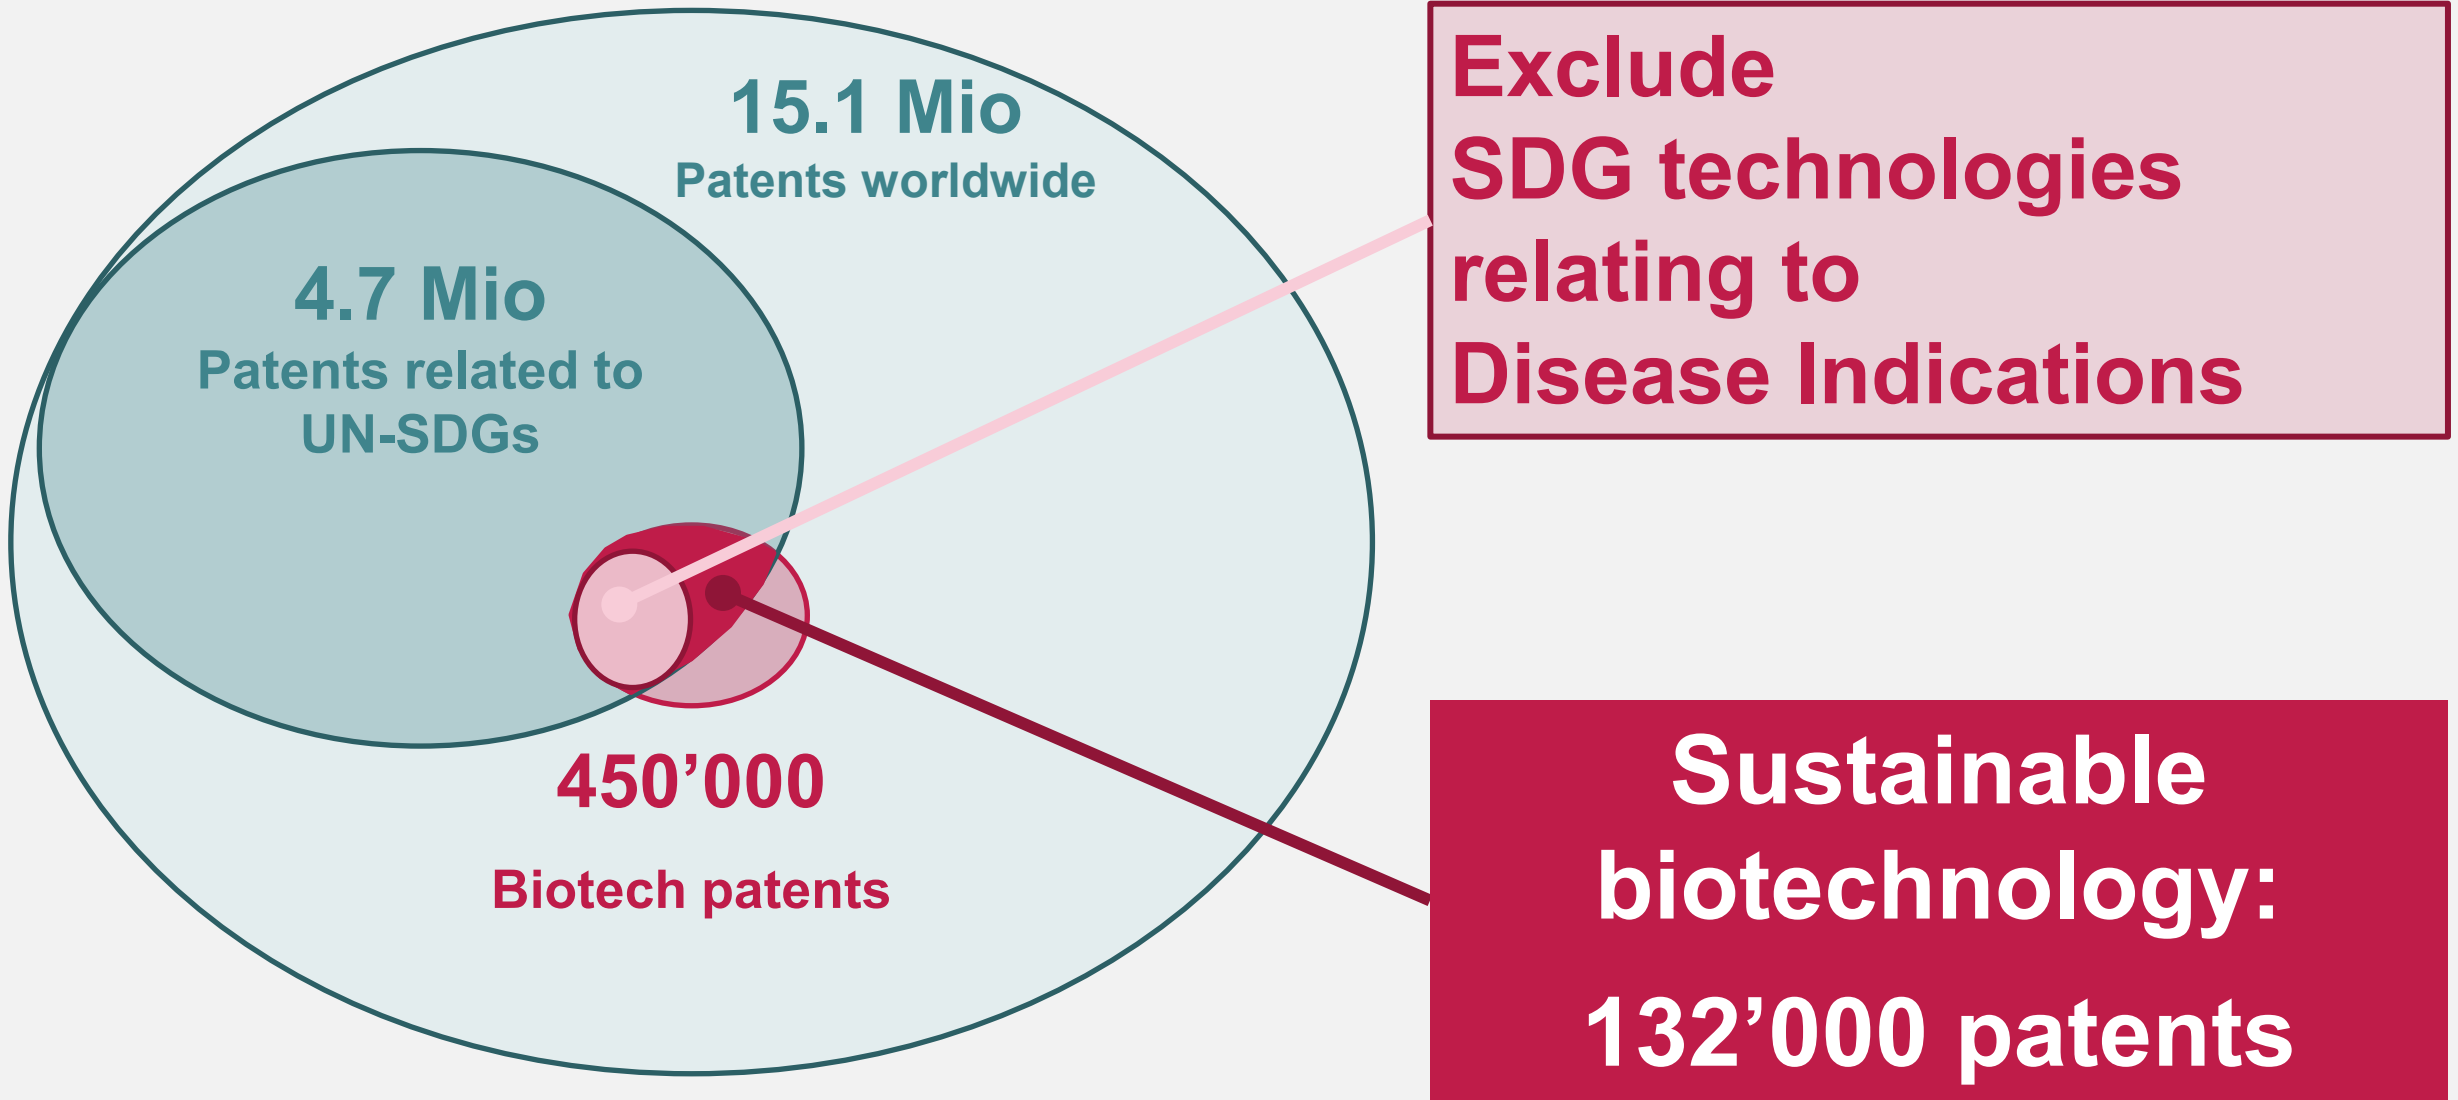 15.1 Mio
Patents worldwide
4.7 Mio
Patents related to
UN-SDGs
450’000
Biotech patents
Exclude
SDG technologies
relating to
Disease Indications
Sustainable
biotechnology:
132’000 patents